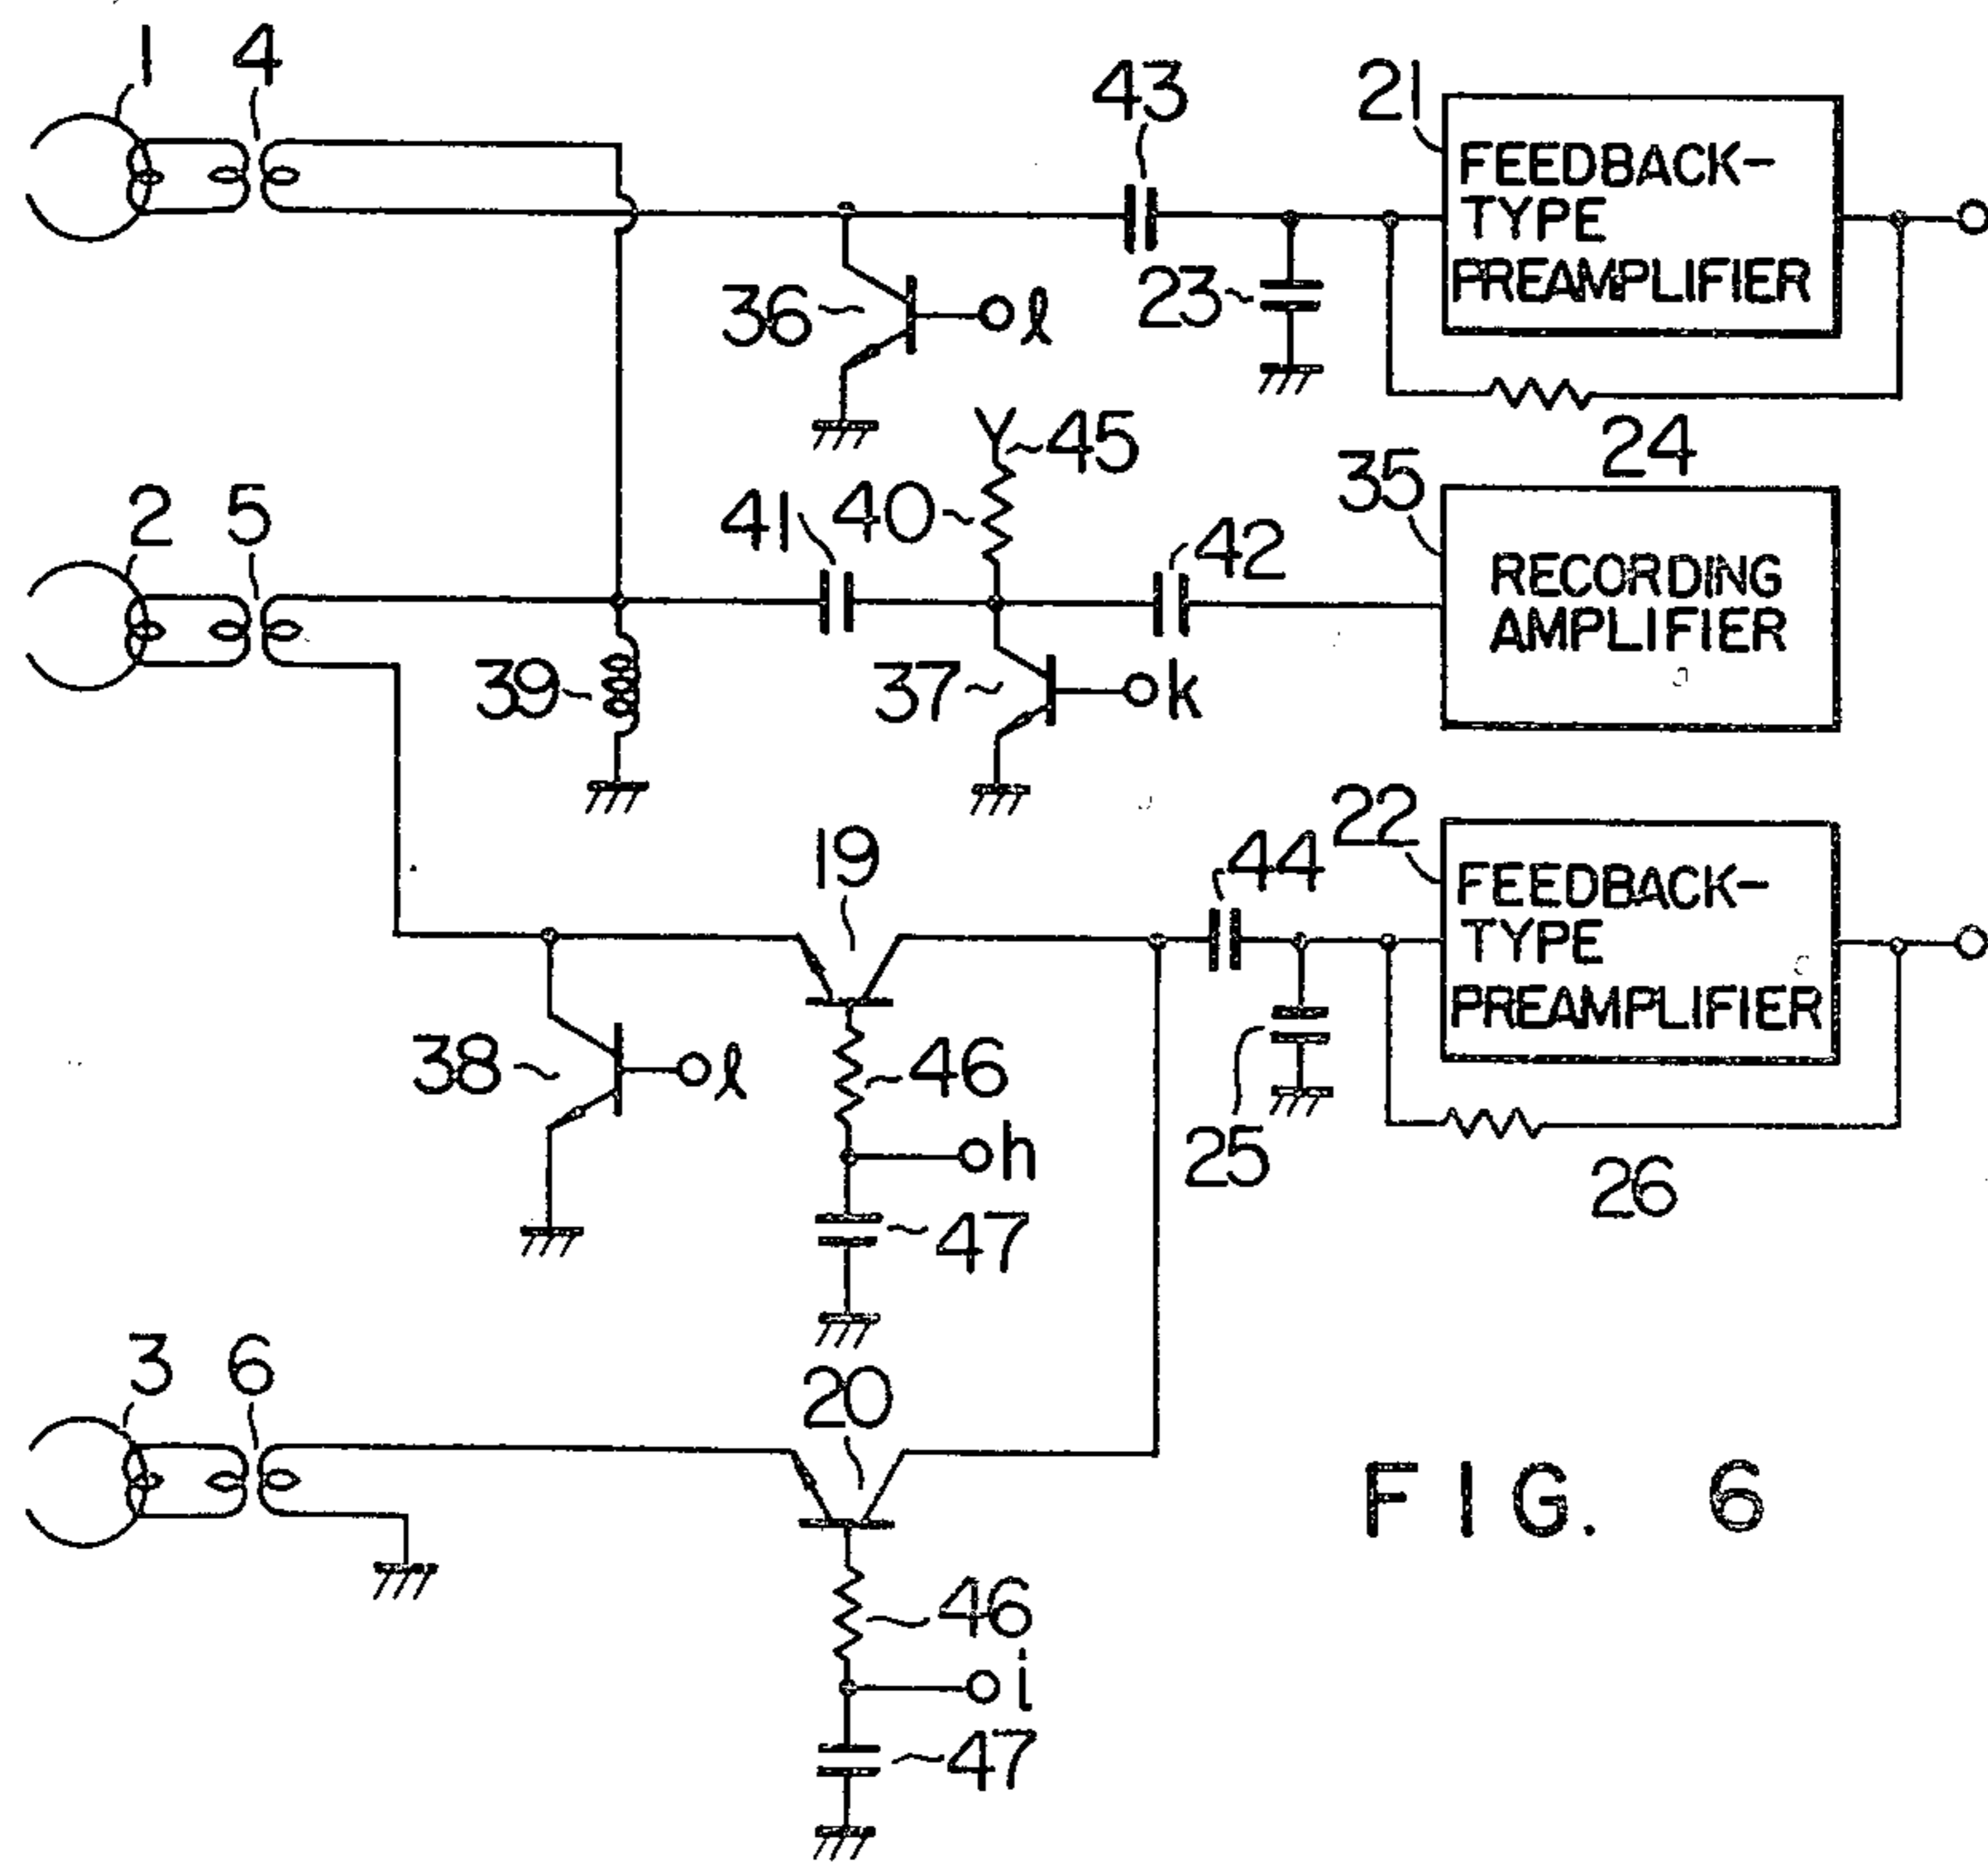 1
4
43
21
FEEDBACK-
TYPE
PREAMPLIFIER
36
ℓ
23
24
45
35
2
5
41
40
42
RECORDING
AMPLIFIER
39
37
k
22
19
44
FEEDBACK-
TYPE
PREAMPLIFIER
38
ℓ
46
h
25
26
47
3
6
20
FIG. 6
46
i
47